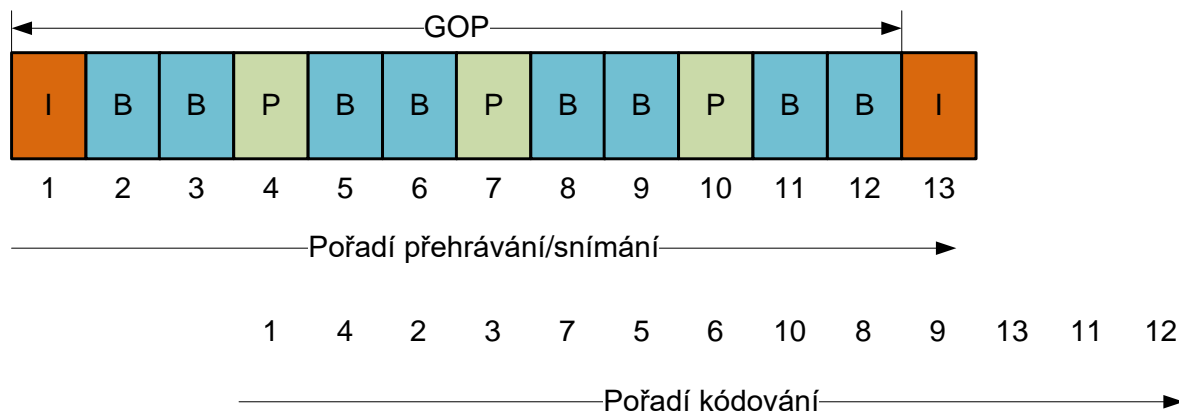 GOP
I B B P B B P B B P B B I
1 2 3 4 5 6 7 8 9 10 11 12 13
Pořadí přehrávání/snímání
1 4 2 3 7 5 6 10 8 9 13 11 12
Pořadí kódování